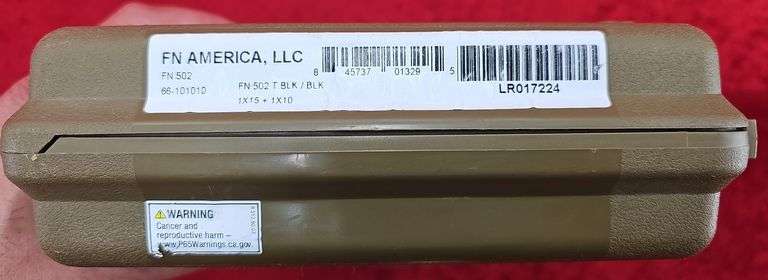 FN AMERICA, LLC
FN 502
66-101010
FN 502 T BLK / BLK
1X15 + 1X10
8 45737 01329 5
LR017224
WARNING
Cancer and
reproductive harm –
www.P65Warnings.ca.gov